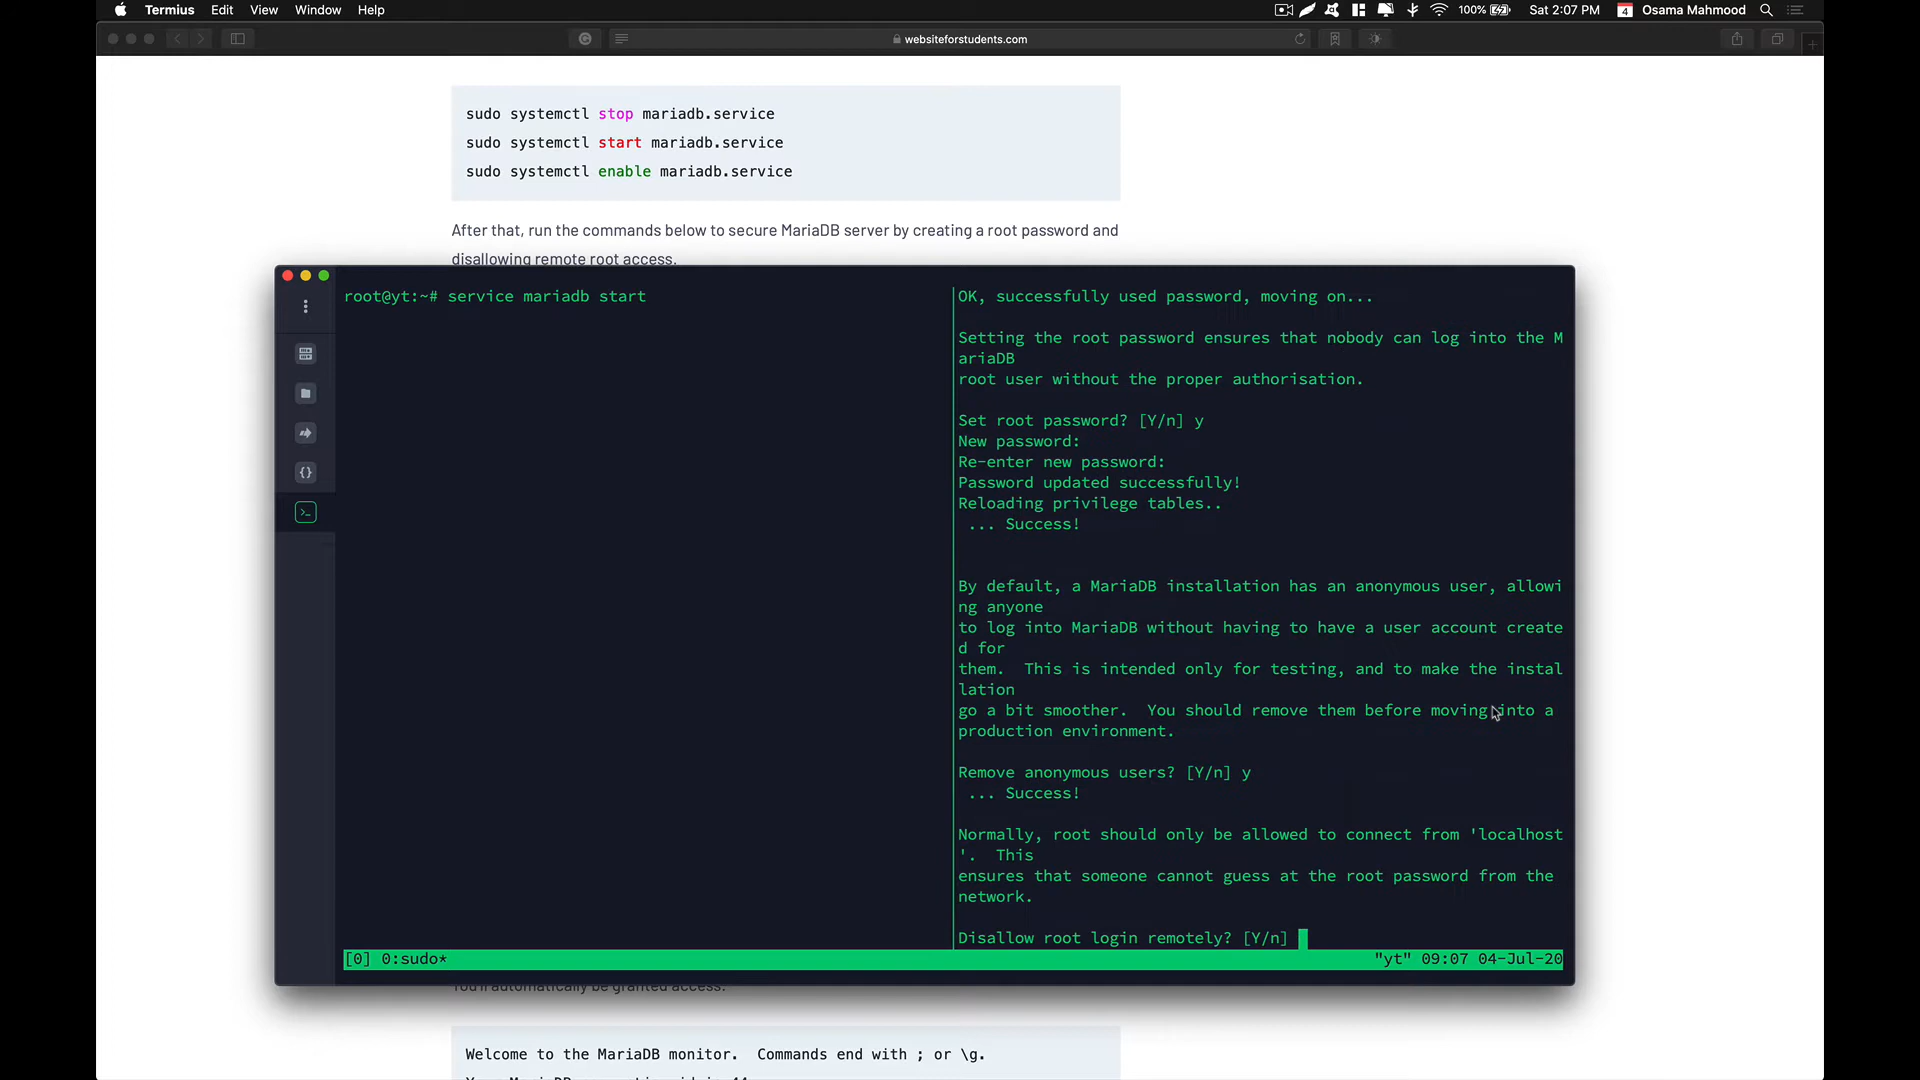 Termius Edit View Window Help 100% Sat 2:07 PM 4 Osama Mahmood
websiteforstudents.com
sudo systemctl stop mariadb.service
sudo systemctl start mariadb.service
sudo systemctl enable mariadb.service
After that, run the commands below to secure MariaDB server by creating a root password and
disallowing remote root access.
root@yt:~# service mariadb start
OK, successfully used password, moving on...
Setting the root password ensures that nobody can log into the M
ariaDB
root user without the proper authorisation.
Set root password? [Y/n] y
New password:
Re-enter new password:
Password updated successfully!
Reloading privilege tables..
... Success!
By default, a MariaDB installation has an anonymous user, allowi
ng anyone
to log into MariaDB without having to have a user account create
d for
them.  This is intended only for testing, and to make the instal
lation
go a bit smoother.  You should remove them before moving into a
production environment.
Remove anonymous users? [Y/n] y
... Success!
Normally, root should only be allowed to connect from 'localhost
'.  This
ensures that someone cannot guess at the root password from the
network.
Disallow root login remotely? [Y/n]
[0] 0:sudo* "yt" 09:07 04-Jul-20
You'll automatically be granted access.
Welcome to the MariaDB monitor.  Commands end with ; or \g.